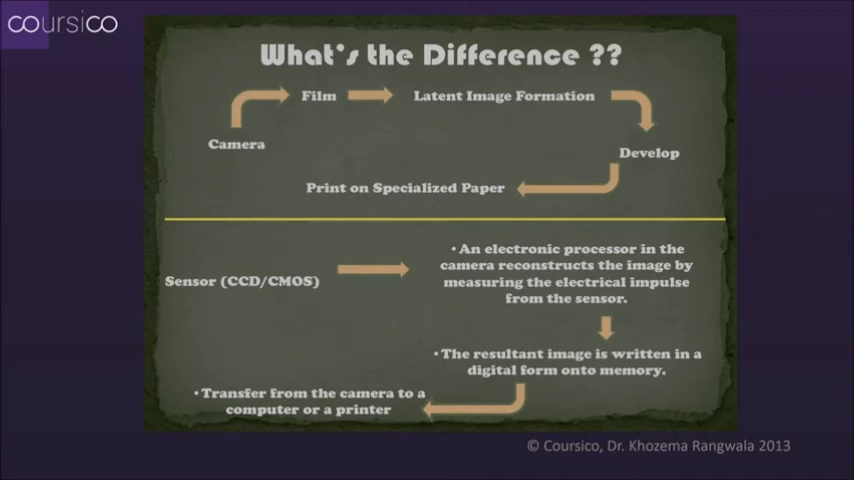 coursico
What's the Difference ??
Film
Latent Image Formation
Camera
Develop
Print on Specialized Paper
• An electronic processor in the
camera reconstructs the image by
measuring the electrical impulse
from the sensor.
Sensor (CCD/CMOS)
• The resultant image is written in a
digital form onto memory.
• Transfer from the camera to a
computer or a printer
© Coursico, Dr. Khozema Rangwala 2013